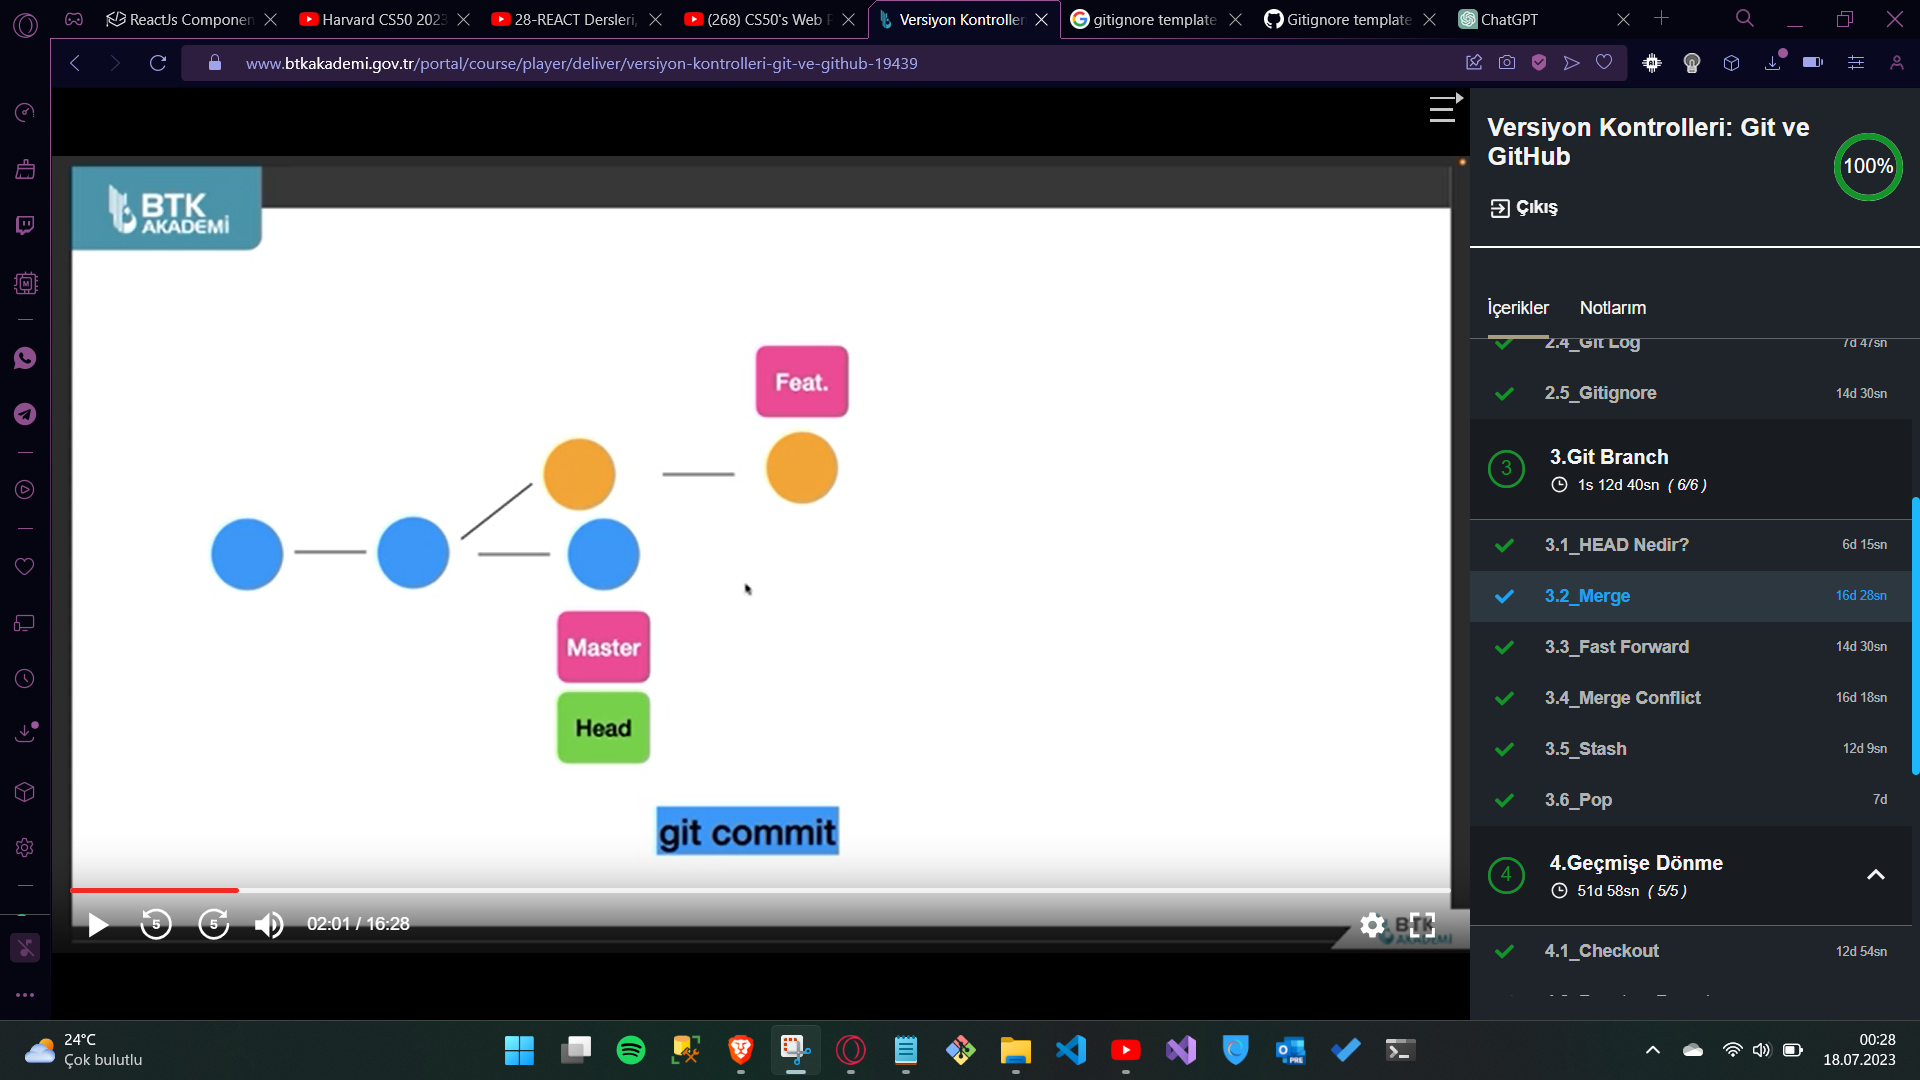 ReactJs Componen
Harvard CS50 2023
28-REACT Dersleri,
(268) CS50's Web P
Versiyon Kontroller
gitignore template
Gitignore template
ChatGPT
www.btkakademi.gov.tr/portal/course/player/deliver/versiyon-kontrolleri-git-ve-github-19439
BTK
AKADEMİ
Feat.
Master
Head
git commit
5
5
02:01 / 16:28
BTK
AKADEMİ
Versiyon Kontrolleri: Git ve
GitHub
100%
Çıkış
İçerikler
Notlarım
2.4_Git Log
7d 47sn
2.5_Gitignore
14d 30sn
3
3.Git Branch
1s 12d 40sn ( 6/6 )
3.1_HEAD Nedir?
6d 15sn
3.2_Merge
16d 28sn
3.3_Fast Forward
14d 30sn
3.4_Merge Conflict
16d 18sn
3.5_Stash
12d 9sn
3.6_Pop
7d
4
4.Geçmişe Dönme
51d 58sn ( 5/5 )
4.1_Checkout
12d 54sn
24°C
Çok bulutlu
PRE
00:28
18.07.2023